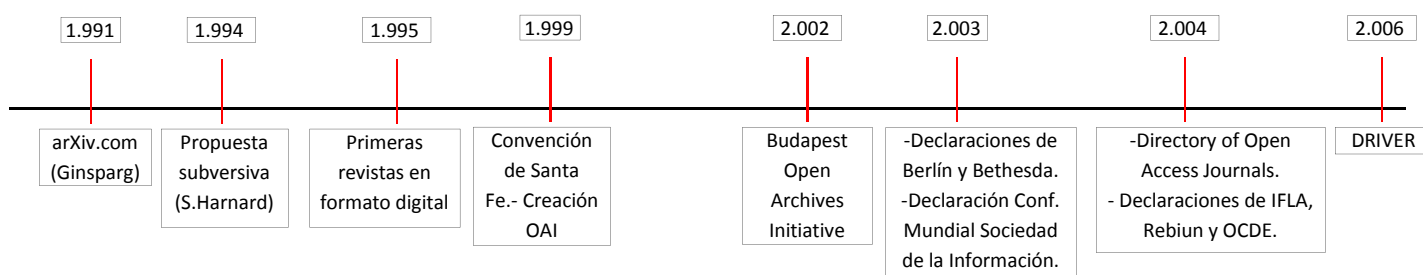 1.991
1.994
1.995
1.999
2.002
2.003
2.004
2.006
arXiv.com
(Ginsparg)
Propuesta
subversiva
(S.Harnard)
Primeras
revistas en
formato digital
Convención
de Santa
Fe.- Creación
OAI
Budapest
Open
Archives
Initiative
-Declaraciones de
Berlín y Bethesda.
-Declaración Conf.
Mundial Sociedad
de la Información.
-Directory of Open
Access Journals.
- Declaraciones de IFLA,
Rebiun y OCDE.
DRIVER